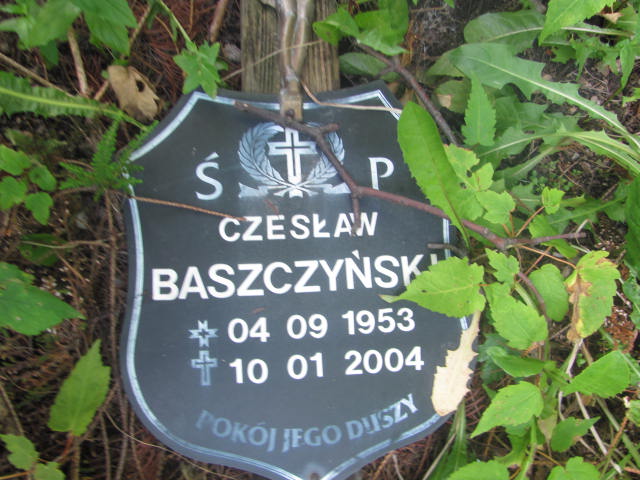 Ś P
CZESŁAW
BASZCZYŃSKI
04 09 1953
10 01 2004
POKÓJ JEGO DUSZY